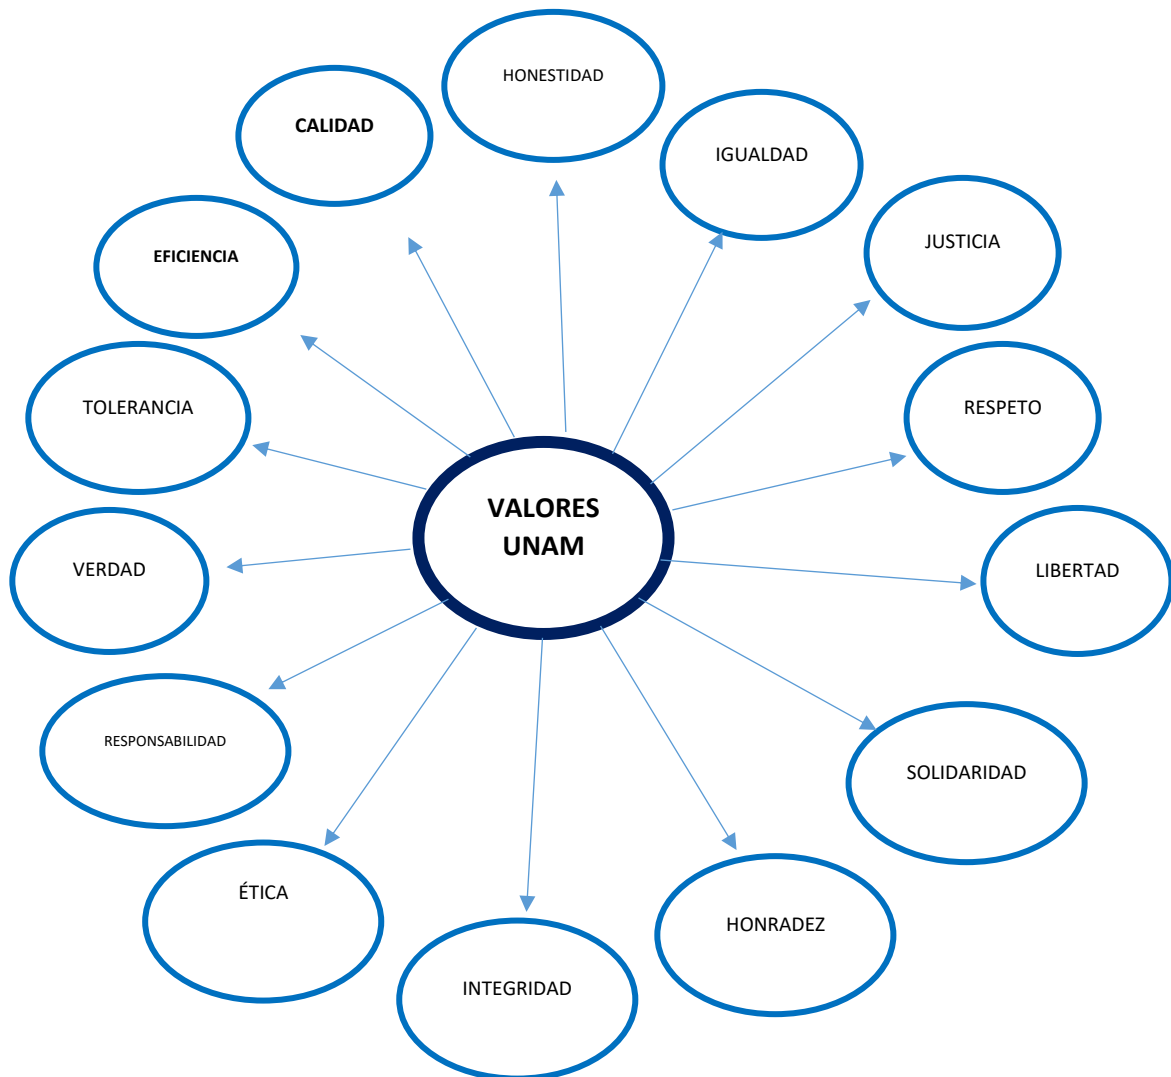 HONESTIDAD
CALIDAD
IGUALDAD
JUSTICIA
EFICIENCIA
TOLERANCIA
RESPETO
VALORES
UNAM
VERDAD
LIBERTAD
RESPONSABILIDAD
SOLIDARIDAD
ÉTICA
HONRADEZ
INTEGRIDAD